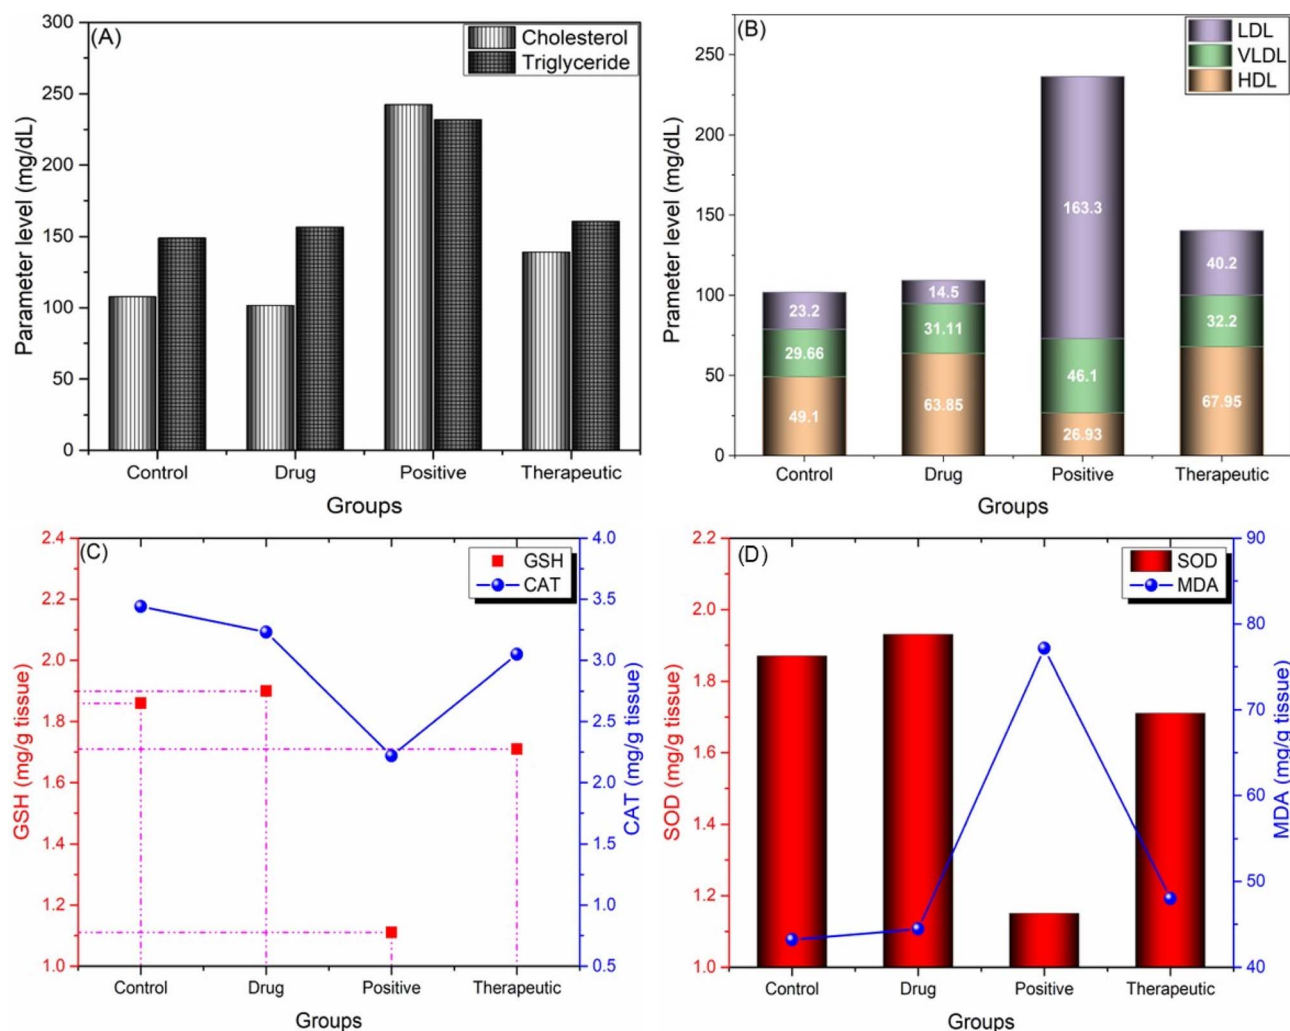 (A)
Cholesterol
Triglyceride
Parameter level (mg/dL)
300
250
200
150
100
50
0
Control Drug Positive Therapeutic
Groups
(B)
LDL
VLDL
HDL
Prameter level (mg/dL)
250
200
150
100
50
0
23.2
29.66
49.1
14.5
31.11
63.85
163.3
46.1
26.93
40.2
32.2
67.95
Control Drug Positive Therapeutic
Groups
(C)
GSH
CAT
GSH (mg/g tissue)
2.4
2.2
2.0
1.8
1.6
1.4
1.2
1.0
CAT (mg/g tissue)
4.0
3.5
3.0
2.5
2.0
1.5
1.0
0.5
Control Drug Positive Therapeutic
Groups
(D)
SOD
MDA
SOD (mg/g tissue)
2.2
2.0
1.8
1.6
1.4
1.2
1.0
MDA (mg/g tissue)
90
80
70
60
50
40
Control Drug Positive Therapeutic
Groups